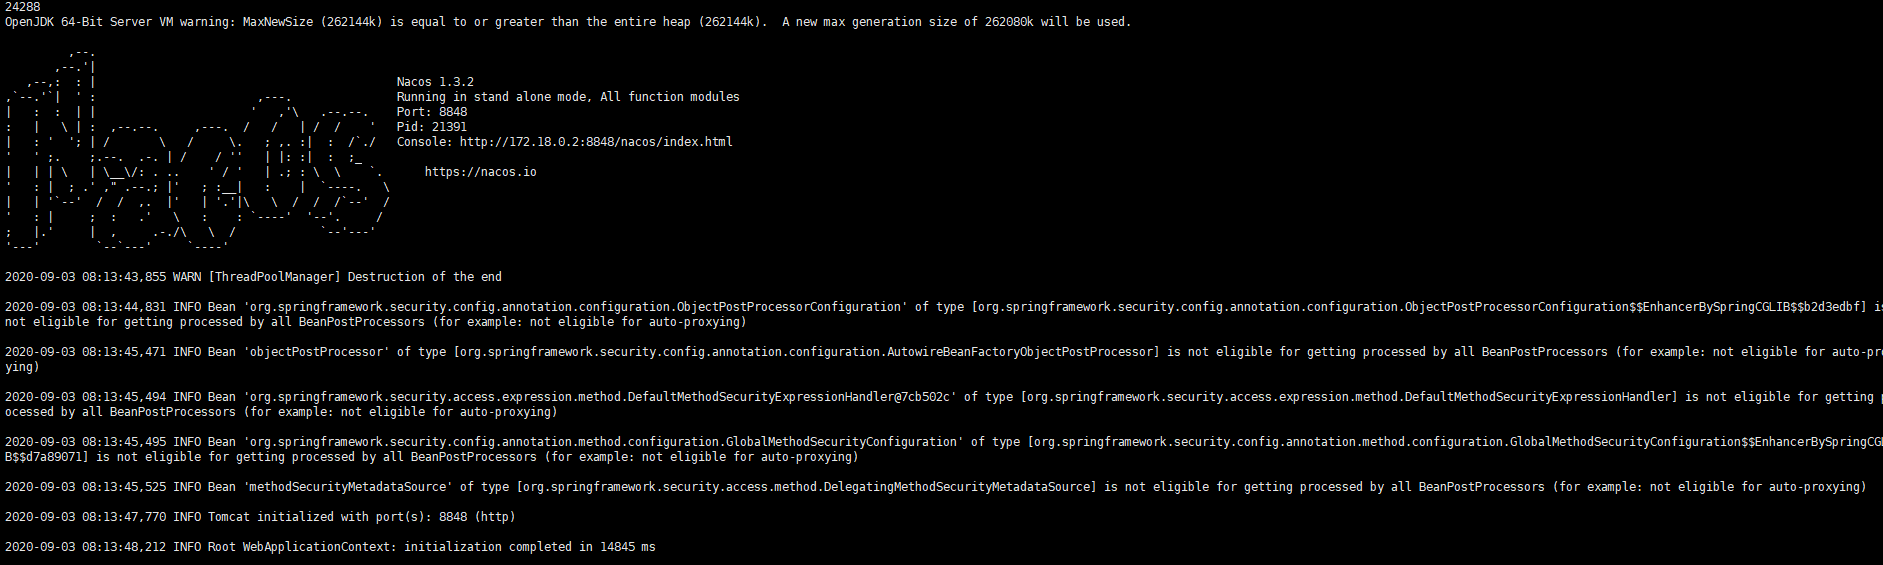 24288
OpenJDK 64-Bit Server VM warning: MaxNewSize (262144k) is equal to or greater than the entire heap (262144k).  A new max generation size of 262080k will be used.
Nacos 1.3.2
Running in stand alone mode, All function modules
Port: 8848
Pid: 21391
Console: http://172.18.0.2:8848/nacos/index.html
https://nacos.io
2020-09-03 08:13:43,855 WARN [ThreadPoolManager] Destruction of the end
2020-09-03 08:13:44,831 INFO Bean 'org.springframework.security.config.annotation.configuration.ObjectPostProcessorConfiguration' of type [org.springframework.security.config.annotation.configuration.ObjectPostProcessorConfiguration$$EnhancerBySpringCGLIB$$b2d3edbf] is
not eligible for getting processed by all BeanPostProcessors (for example: not eligible for auto-proxying)
2020-09-03 08:13:45,471 INFO Bean 'objectPostProcessor' of type [org.springframework.security.config.annotation.configuration.AutowireBeanFactoryObjectPostProcessor] is not eligible for getting processed by all BeanPostProcessors (for example: not eligible for auto-pr
ying)
2020-09-03 08:13:45,494 INFO Bean 'org.springframework.security.access.expression.method.DefaultMethodSecurityExpressionHandler@7cb502c' of type [org.springframework.security.access.expression.method.DefaultMethodSecurityExpressionHandler] is not eligible for getting
ocessed by all BeanPostProcessors (for example: not eligible for auto-proxying)
2020-09-03 08:13:45,495 INFO Bean 'org.springframework.security.config.annotation.method.configuration.GlobalMethodSecurityConfiguration' of type [org.springframework.security.config.annotation.method.configuration.GlobalMethodSecurityConfiguration$$EnhancerBySpringCG
B$$d7a89071] is not eligible for getting processed by all BeanPostProcessors (for example: not eligible for auto-proxying)
2020-09-03 08:13:45,525 INFO Bean 'methodSecurityMetadataSource' of type [org.springframework.security.access.method.DelegatingMethodSecurityMetadataSource] is not eligible for getting processed by all BeanPostProcessors (for example: not eligible for auto-proxying)
2020-09-03 08:13:47,770 INFO Tomcat initialized with port(s): 8848 (http)
2020-09-03 08:13:48,212 INFO Root WebApplicationContext: initialization completed in 14845 ms